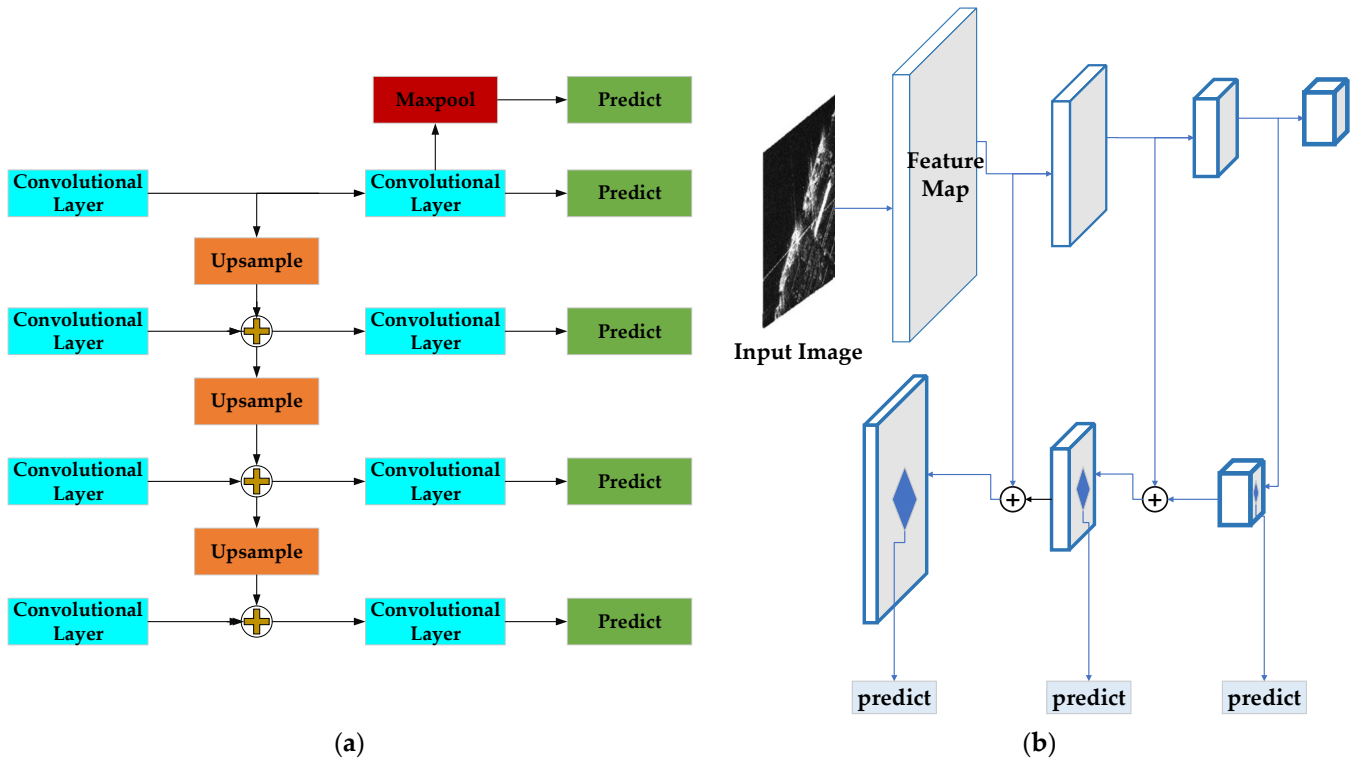 Maxpool
Predict
Convolutional
Layer
Convolutional
Layer
Predict
Upsample
Convolutional
Layer
Convolutional
Layer
Predict
Upsample
Convolutional
Layer
Convolutional
Layer
Predict
Upsample
Convolutional
Layer
Convolutional
Layer
Predict
(a)
Feature
Map
Input Image
predict
predict
predict
(b)